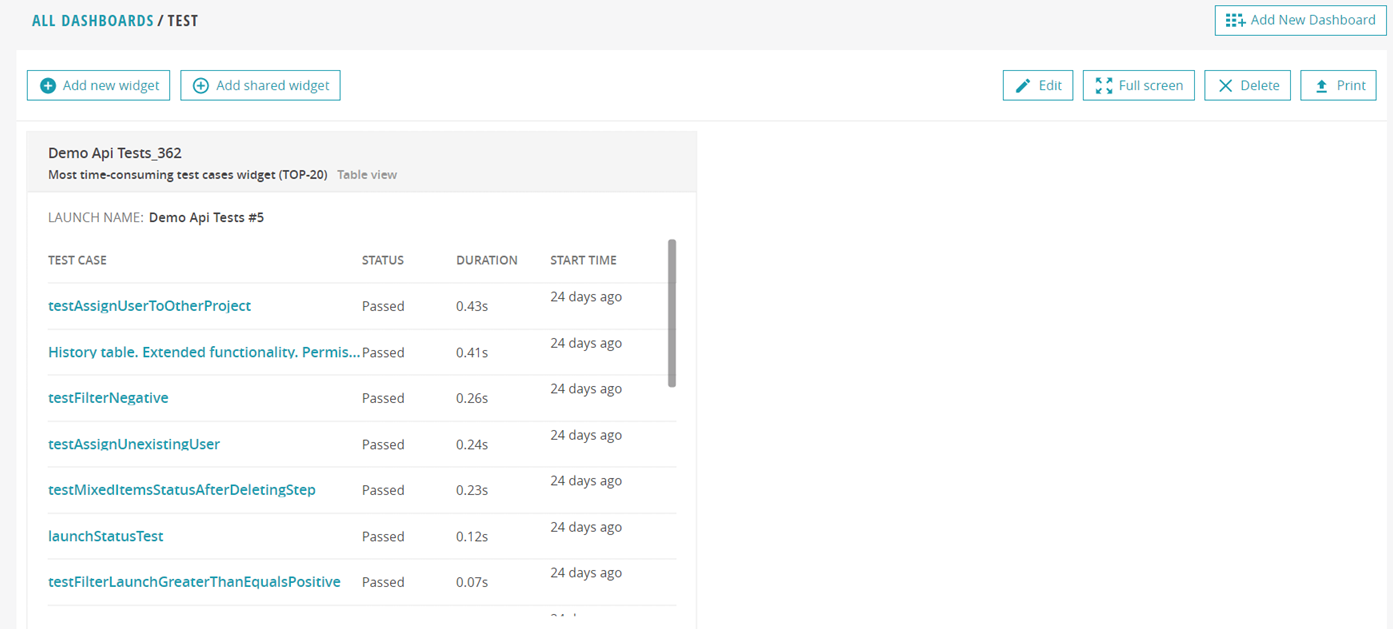 ALL DASHBOARDS / TEST
Add New Dashboard
Add new widget
Add shared widget
Edit
Full screen
Delete
Print
Demo Api Tests_362
Most time-consuming test cases widget (TOP-20) Table view
LAUNCH NAME: Demo Api Tests #5
TEST CASE STATUS DURATION START TIME
testAssignUserToOtherProject Passed 0.43s 24 days ago
History table. Extended functionality. Permis... Passed 0.41s 24 days ago
testFilterNegative Passed 0.26s 24 days ago
testAssignUnexistingUser Passed 0.24s 24 days ago
testMixedItemsStatusAfterDeletingStep Passed 0.23s 24 days ago
launchStatusTest Passed 0.12s 24 days ago
testFilterLaunchGreaterThanEqualsPositive Passed 0.07s 24 days ago